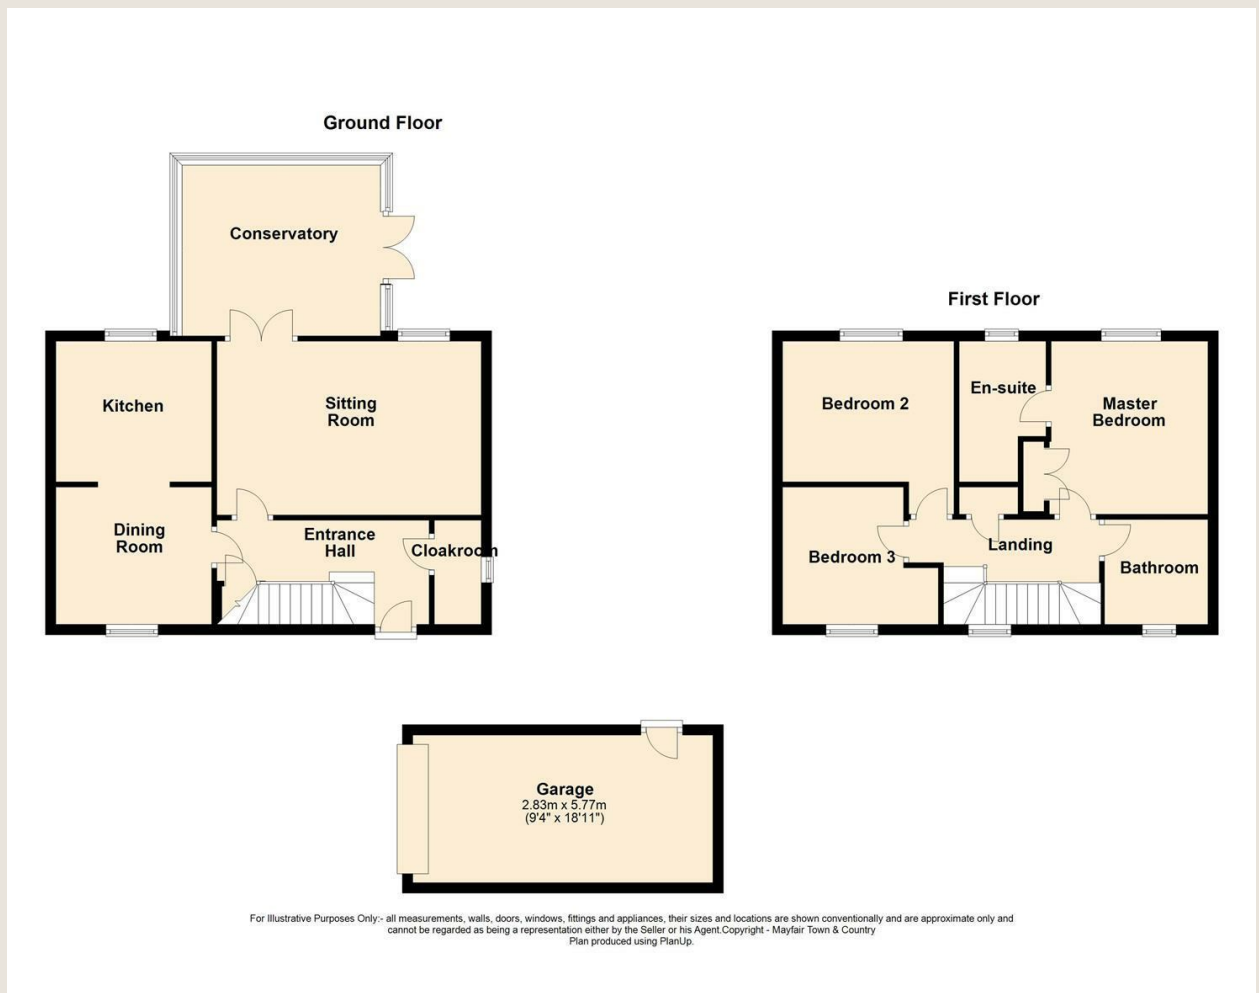 Ground Floor
Conservatory
First Floor
Kitchen
Sitting
Room
Dining
Room
Entrance
Hall
Cloakroom
Bedroom 2
En-suite
Master
Bedroom
Bedroom 3
Landing
Bathroom
Garage
2.83m x 5.77m
(9'4" x 18'11")
For Illustrative Purposes Only:- all measurements, walls, doors, windows, fittings and appliances, their sizes and locations are shown conventionally and are approximate only and
cannot be regarded as being a representation either by the Seller or his Agent.Copyright - Mayfair Town & Country
Plan produced using PlanUp.